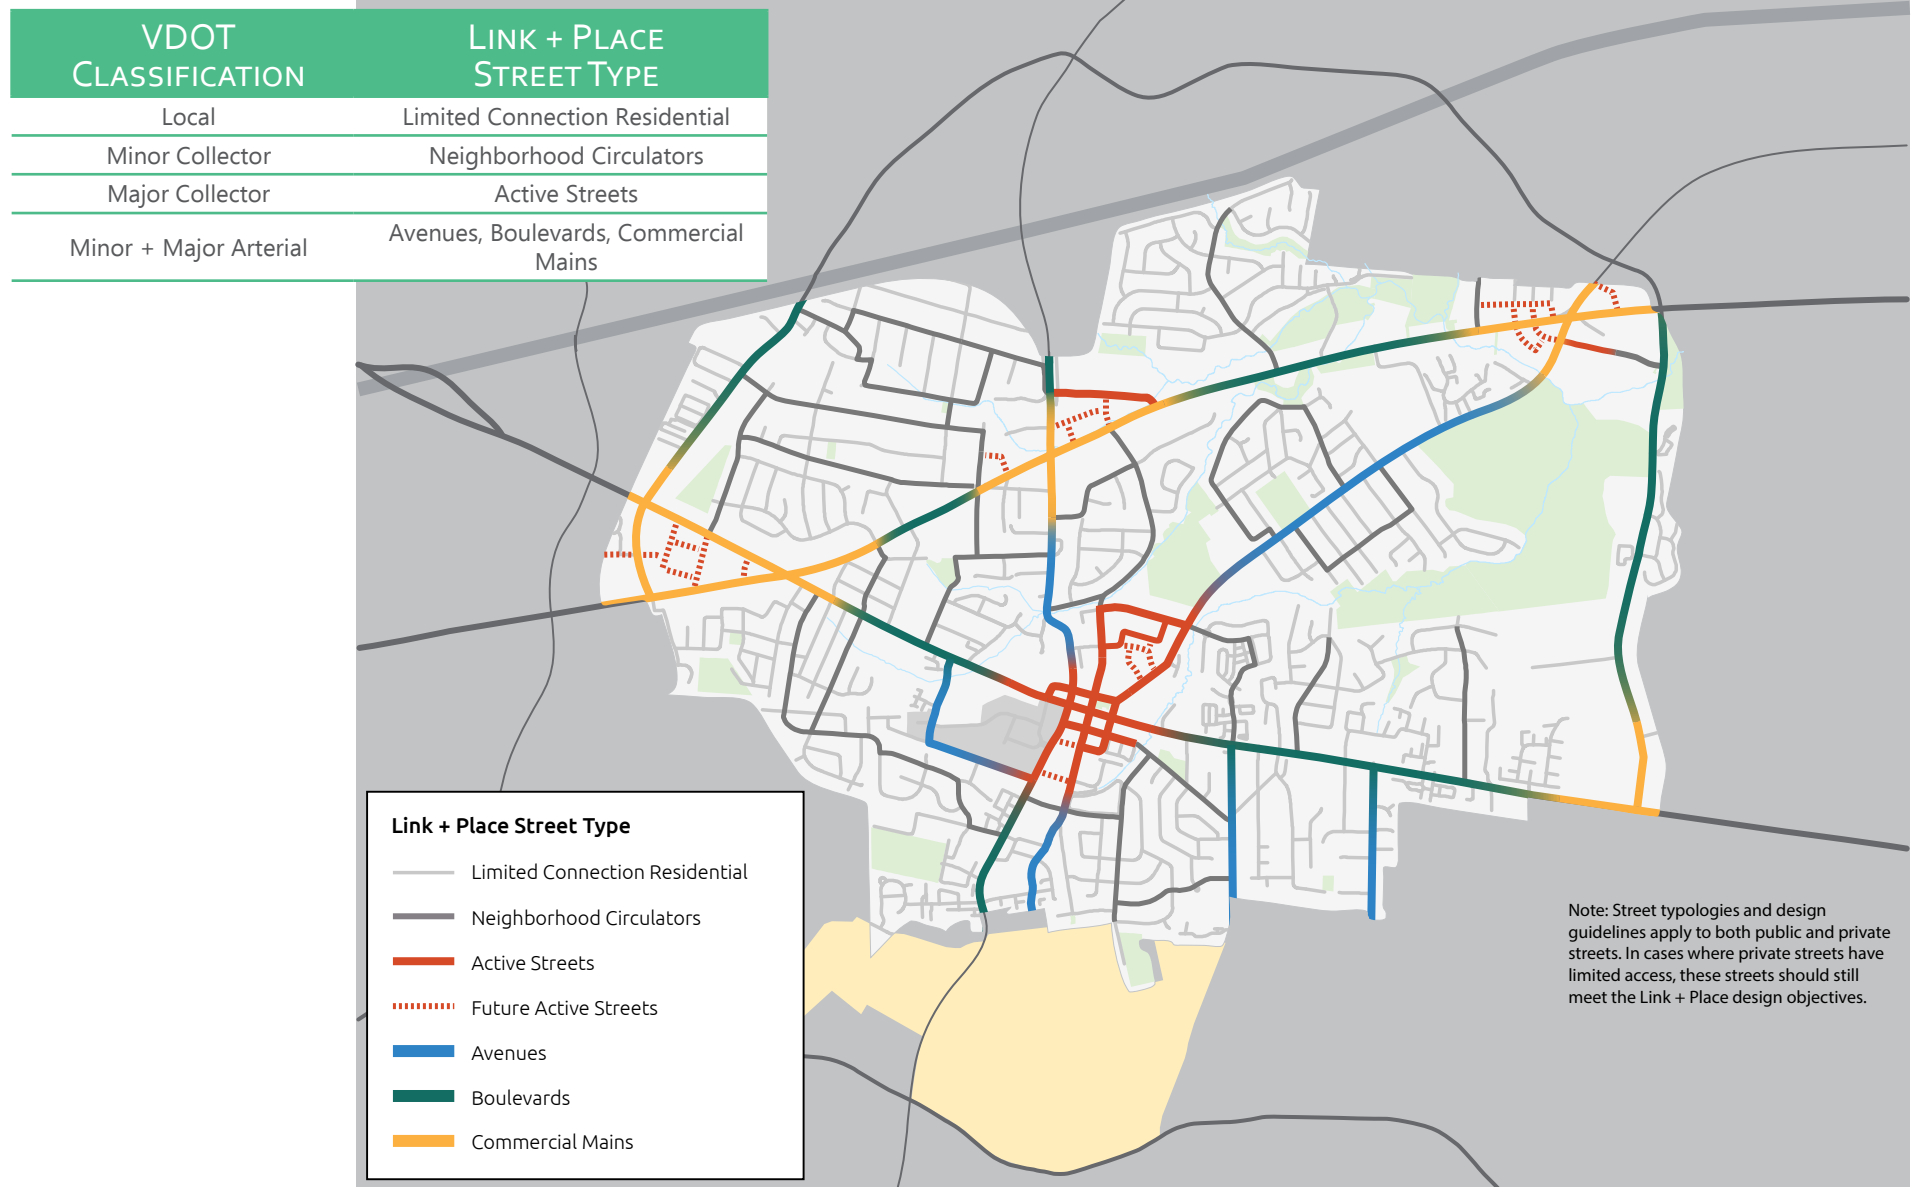 VDOT
CLASSIFICATION
LINK + PLACE
STREET TYPE
Local
Limited Connection Residential
Minor Collector
Neighborhood Circulators
Major Collector
Active Streets
Minor + Major Arterial
Avenues, Boulevards, Commercial
Mains
Link + Place Street Type
Limited Connection Residential
Neighborhood Circulators
Active Streets
Future Active Streets
Avenues
Boulevards
Commercial Mains
Note: Street typologies and design
guidelines apply to both public and private
streets. In cases where private streets have
limited access, these streets should still
meet the Link + Place design objectives.